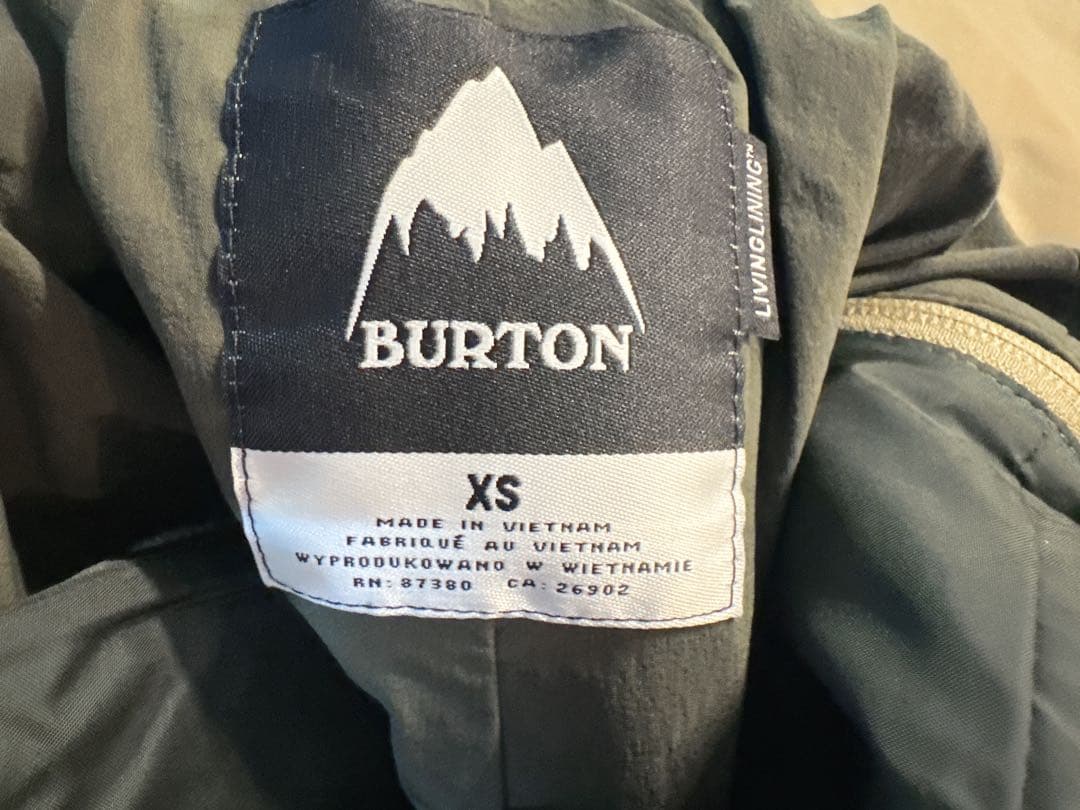 BURTON
LIVINGLINING™
XS
MADE IN VIETNAM
FABRIQUÉ AU VIETNAM
WYPRODUKOWANO W WIETNAMIE
RN: 87380 CA: 26902